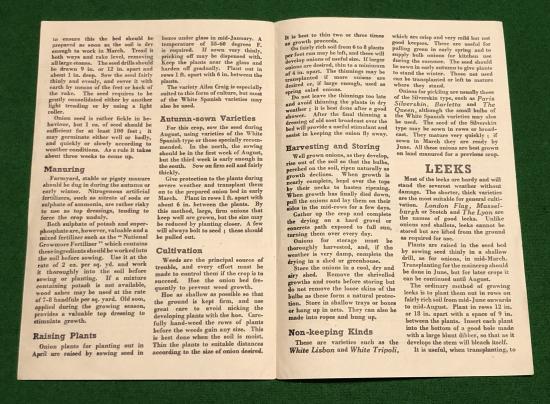 to ensure this the bed should be
prepared as soon as the soil is dry
enough to work in March. Tread it
both ways and rake level, removing
all large stones. The seed drills should
be drawn 9 in. or 12 in. apart and
about 1 in. deep. Sow the seed fairly
thinly and evenly, and cover it with
earth by means of the feet or back of
the rake. The seed requires to be
gently consolidated either by another
light treading or by using a light
roller.
Onion seed is rather fickle in be-
haviour, but 1 oz. of seed should be
sufficient for at least 100 feet; it
may germinate either well or badly,
and quickly or slowly according to
weather conditions. As a rule it takes
about three weeks to come up.
Manuring
Farmyard, stable or pigsty manure
should be dug in during the autumn or
early winter. Nitrogenous artificial
fertilizers, such as nitrate of soda or
sulphate of ammonia, are rather risky
to use as top dressings, tending to
force the crop unduly.
Both sulphate of potash and super-
phosphate are, however, valuable and a
mixed fertiliser such as the "National
Growmore Fertiliser" which contains
these ingredients should be worked into
the soil before sowing. Use it at the
rate of 2 oz. per sq. yd. and work
it thoroughly into the soil before
sowing or planting. If a mixture
containing potash is not available,
wood ashes may be used at the rate of
7-8 handfuls per sq. yard. Old soot,
applied during the growing season,
provides a valuable top dressing to
stimulate growth.
Raising Plants
Onion plants for planting out in
April are raised by sowing seed in
boxes under glass in mid-January. A
temperature of 55-60 degrees F.
is required. If sown very thinly,
pricking off may be dispensed with.
Keep the plants near the glass and
harden off gradually. Plant out in
rows 1 ft. apart with 6 in. between the
plants.
The variety Ailsa Craig is especially
suited to this form of culture, but most
of the White Spanish varieties may
also be used.
Autumn-sown Varieties
For this crop, sow the seed during
August, using varieties of the White
Spanish type or those specially recom-
mended. In the north, the sowing
should be in the first week of August,
but the third week is early enough in
the south. Sow on firm soil and fairly
thickly.
Give protection to the plants during
severe weather and transplant them
on to the prepared onion bed in early
March. Plant in rows 1 ft. apart with
about 6 in. between the plants. By
this method, large, firm onions that
keep well are grown, but the size may
be reduced by planting closer. A few
will always bolt to seed; these should
be pulled out.
Cultivation
Weeds are the principal source of
trouble, and every effort must be
made to control them if the crop is to
succeed. Hoe the onion bed fre-
quently to prevent weed growth.
Hoe as shallow as possible so that
the ground is kept firm, and use
great care to avoid nicking the
developing plants with the hoe. Care-
fully hand-weed the rows of plants
before the weeds gain any size. This
is best done when the soil is moist.
Thin the plants to suitable distances
according to the size of onion desired.
It is best to thin two or three times
as growth proceeds.
On fairly rich soil from 6 to 8 plants
per foot run may be left, and these will
develop onions of useful size. If larger
onions are desired, thin to a minimum
of 4 in. apart. The thinnings may be
transplanted if more onions are
desired or, if large enough, used as
spring salad onions.
Do not leave the thinnings too late
and avoid thinning the plants in dry
weather; it is best done after a good
shower. After the final thinning a
dressing of old soot broadcast over the
bed will provide a useful stimulant and
assist in keeping the onion fly away.
Harvesting and Storing
Well grown onions, as they develop,
rise out of the soil so that the bulbs,
perched on the soil, ripen naturally as
growth declines. When growth is
nearly complete, bend over the tops
by their necks to hasten ripening.
When growth has finally died down,
pull the onions and lay them on their
sides in the mid-rows for a few days.
Gather up the crop and complete
the drying on a hard gravel or
concrete path exposed to full sun,
turning them over every day.
Onions for storage must be
thoroughly harvested, and, if the
weather is very damp, complete the
drying in a shed or greenhouse.
Store the onions in a cool, dry and
airy shed. Remove the shrivelled
growths and roots before storing but
do not remove the loose skins of the
bulbs as these form a natural protec-
tion. Store in shallow trays or boxes
or hung up in nets. They can also be
made into ropes and hung up.
Non-keeping Kinds
There are varieties such as the
White Lisbon and White Tripoli,
which are crisp and very mild but not
good keepers. These are useful for
pulling green in early spring and to
supply bulb onions for kitchen use
during the summer. The seed should
be sown in early autumn to give plants
to stand the winter. These not used
can be transplanted or left to mature
where they stand.
Onions for pickling are usually those
of the Silverskin type, such as Paris
Silverskin, Barletta and The
Queen, although the small bulbs of
the White Spanish varieties may also
be used. The seed of the Silverskin
type may be sown in rows or broad-
cast. They mature very quickly; if
sown in March they are ready by
June. All these onions are best grown
on land manured for a previous crop.
LEEKS
Most of the leeks are hardy and will
stand the severest weather without
damage. The shorter, thick varieties
are the most suitable for general culti-
vation. London Flag, Mussel-
burgh or Scotch and The Lyon are
the names of good leeks. Unlike
onions and shallots, leeks cannot be
stored but are lifted from the ground
as required for use.
Plants are raised in the seed bed
by sowing seed thinly in a shallow
drill, as for onions, in mid-March.
Transplanting for the maincrop should
be done in June, but for later crops it
can be continued until August.
The ordinary method of growing
leeks is to plant them out in rows on
fairly rich soil from mid-June onwards
to mid-August. Plant in rows 12 in.
or 18 in. apart with a space of 9 in.
between the plants. Insert each plant
into the bottom of a good hole made
with a large blunt dibber, so that as it
develops the stem will bleach itself.
It is useful, when transplanting, to